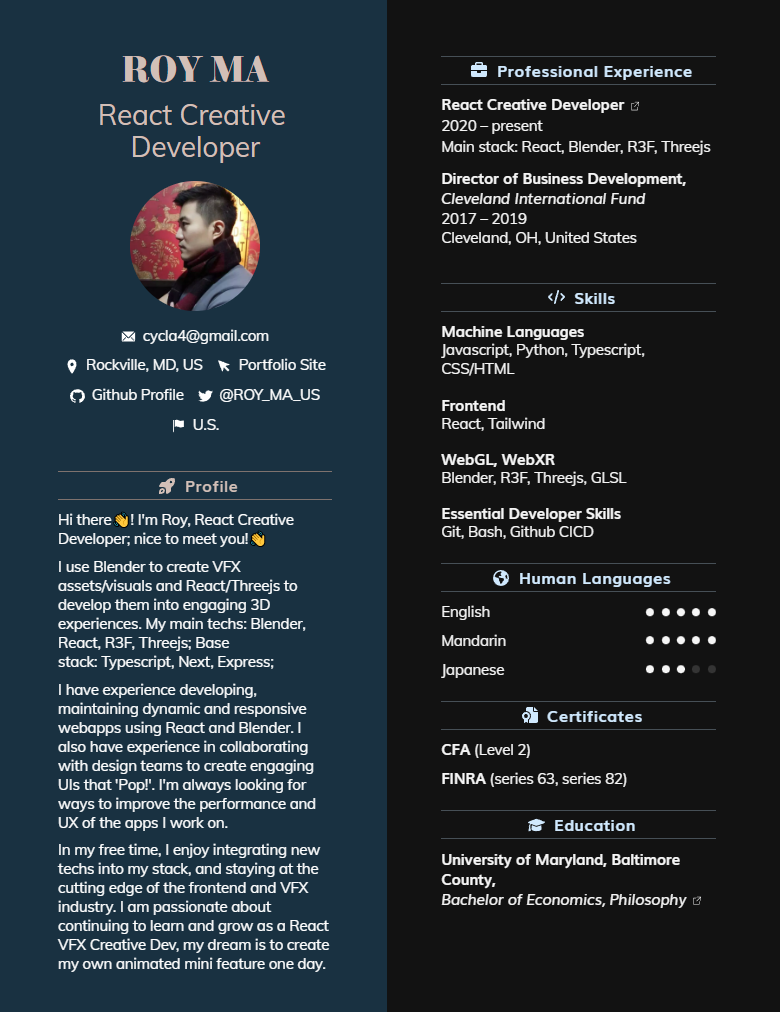 ROY MA
React Creative
Developer
cycla4@gmail.com
Rockville, MD, US Portfolio Site
Github Profile @ROY_MA_US
U.S.
Profile
Hi there👋! I'm Roy, React Creative
Developer; nice to meet you!👋
I use Blender to create VFX
assets/visuals and React/Threejs to
develop them into engaging 3D
experiences. My main techs: Blender,
React, R3F, Threejs; Base
stack: Typescript, Next, Express;
I have experience developing,
maintaining dynamic and responsive
webapps using React and Blender. I
also have experience in collaborating
with design teams to create engaging
UIs that 'Pop!'. I'm always looking for
ways to improve the performance and
UX of the apps I work on.
In my free time, I enjoy integrating new
techs into my stack, and staying at the
cutting edge of the frontend and VFX
industry. I am passionate about
continuing to learn and grow as a React
VFX Creative Dev, my dream is to create
my own animated mini feature one day.
Professional Experience
React Creative Developer
2020 – present
Main stack: React, Blender, R3F, Threejs
Director of Business Development,
Cleveland International Fund
2017 – 2019
Cleveland, OH, United States
Skills
Machine Languages
Javascript, Python, Typescript,
CSS/HTML
Frontend
React, Tailwind
WebGL, WebXR
Blender, R3F, Threejs, GLSL
Essential Developer Skills
Git, Bash, Github CICD
Human Languages
English
Mandarin
Japanese
Certificates
CFA (Level 2)
FINRA (series 63, series 82)
Education
University of Maryland, Baltimore
County,
Bachelor of Economics, Philosophy